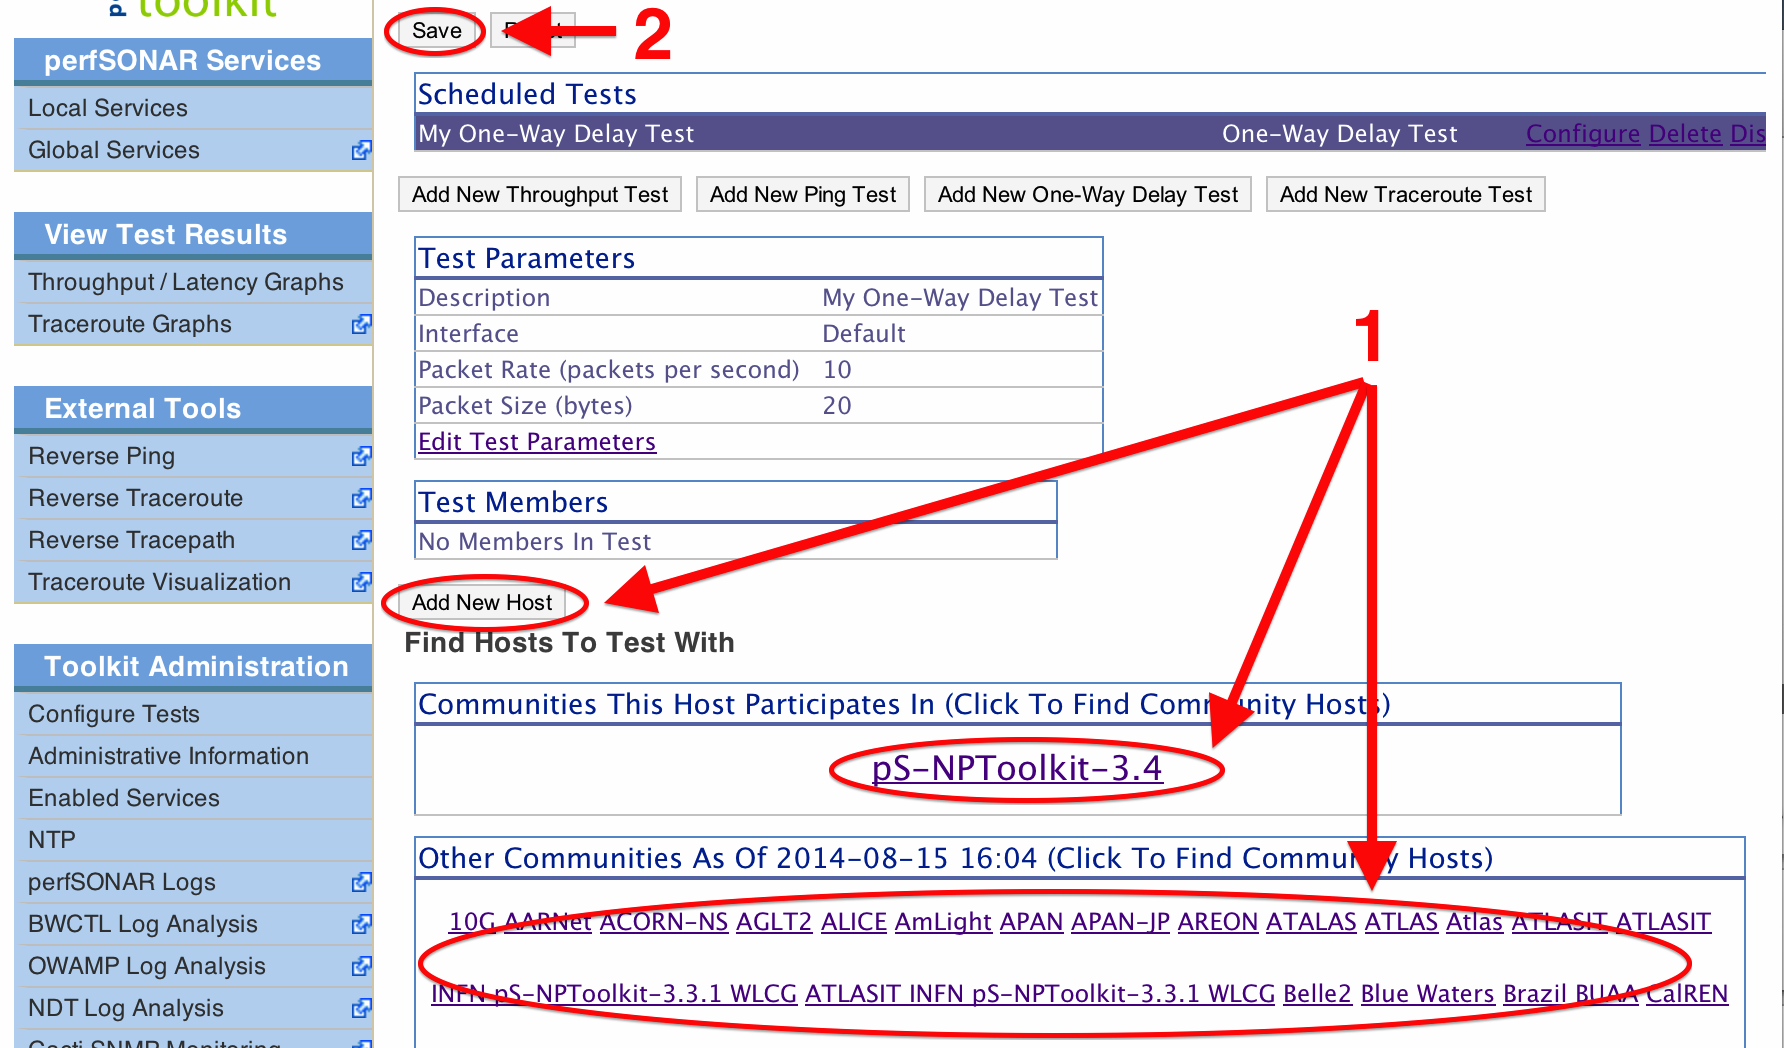 toolkit
perfSONAR Services
Local Services
Global Services
View Test Results
Throughput / Latency Graphs
Traceroute Graphs
External Tools
Reverse Ping
Reverse Traceroute
Reverse Tracepath
Traceroute Visualization
Toolkit Administration
Configure Tests
Administrative Information
Enabled Services
NTP
perfSONAR Logs
BWCTL Log Analysis
OWAMP Log Analysis
NDT Log Analysis
Cacti SNMP Monitoring
Save 2
Scheduled Tests
My One-Way Delay Test One-Way Delay Test Configure Delete Dis
Add New Throughput Test Add New Ping Test Add New One-Way Delay Test Add New Traceroute Test
Test Parameters
Description My One-Way Delay Test
Interface Default
1
Packet Rate (packets per second) 10
Packet Size (bytes) 20
Edit Test Parameters
Test Members
No Members In Test
Add New Host
Find Hosts To Test With
Communities This Host Participates In (Click To Find Community Hosts)
pS-NPToolkit-3.4
Other Communities As Of 2014-08-15 16:04 (Click To Find Community Hosts)
10G AARNet ACORN-NS AGLT2 ALICE AmLight APAN APAN-JP AREON ATALAS ATLAS Atlas ATLASIT ATLASIT
INFN pS-NPToolkit-3.3.1 WLCG ATLASIT INFN pS-NPToolkit-3.3.1 WLCG Belle2 Blue Waters Brazil BUAA CalREN